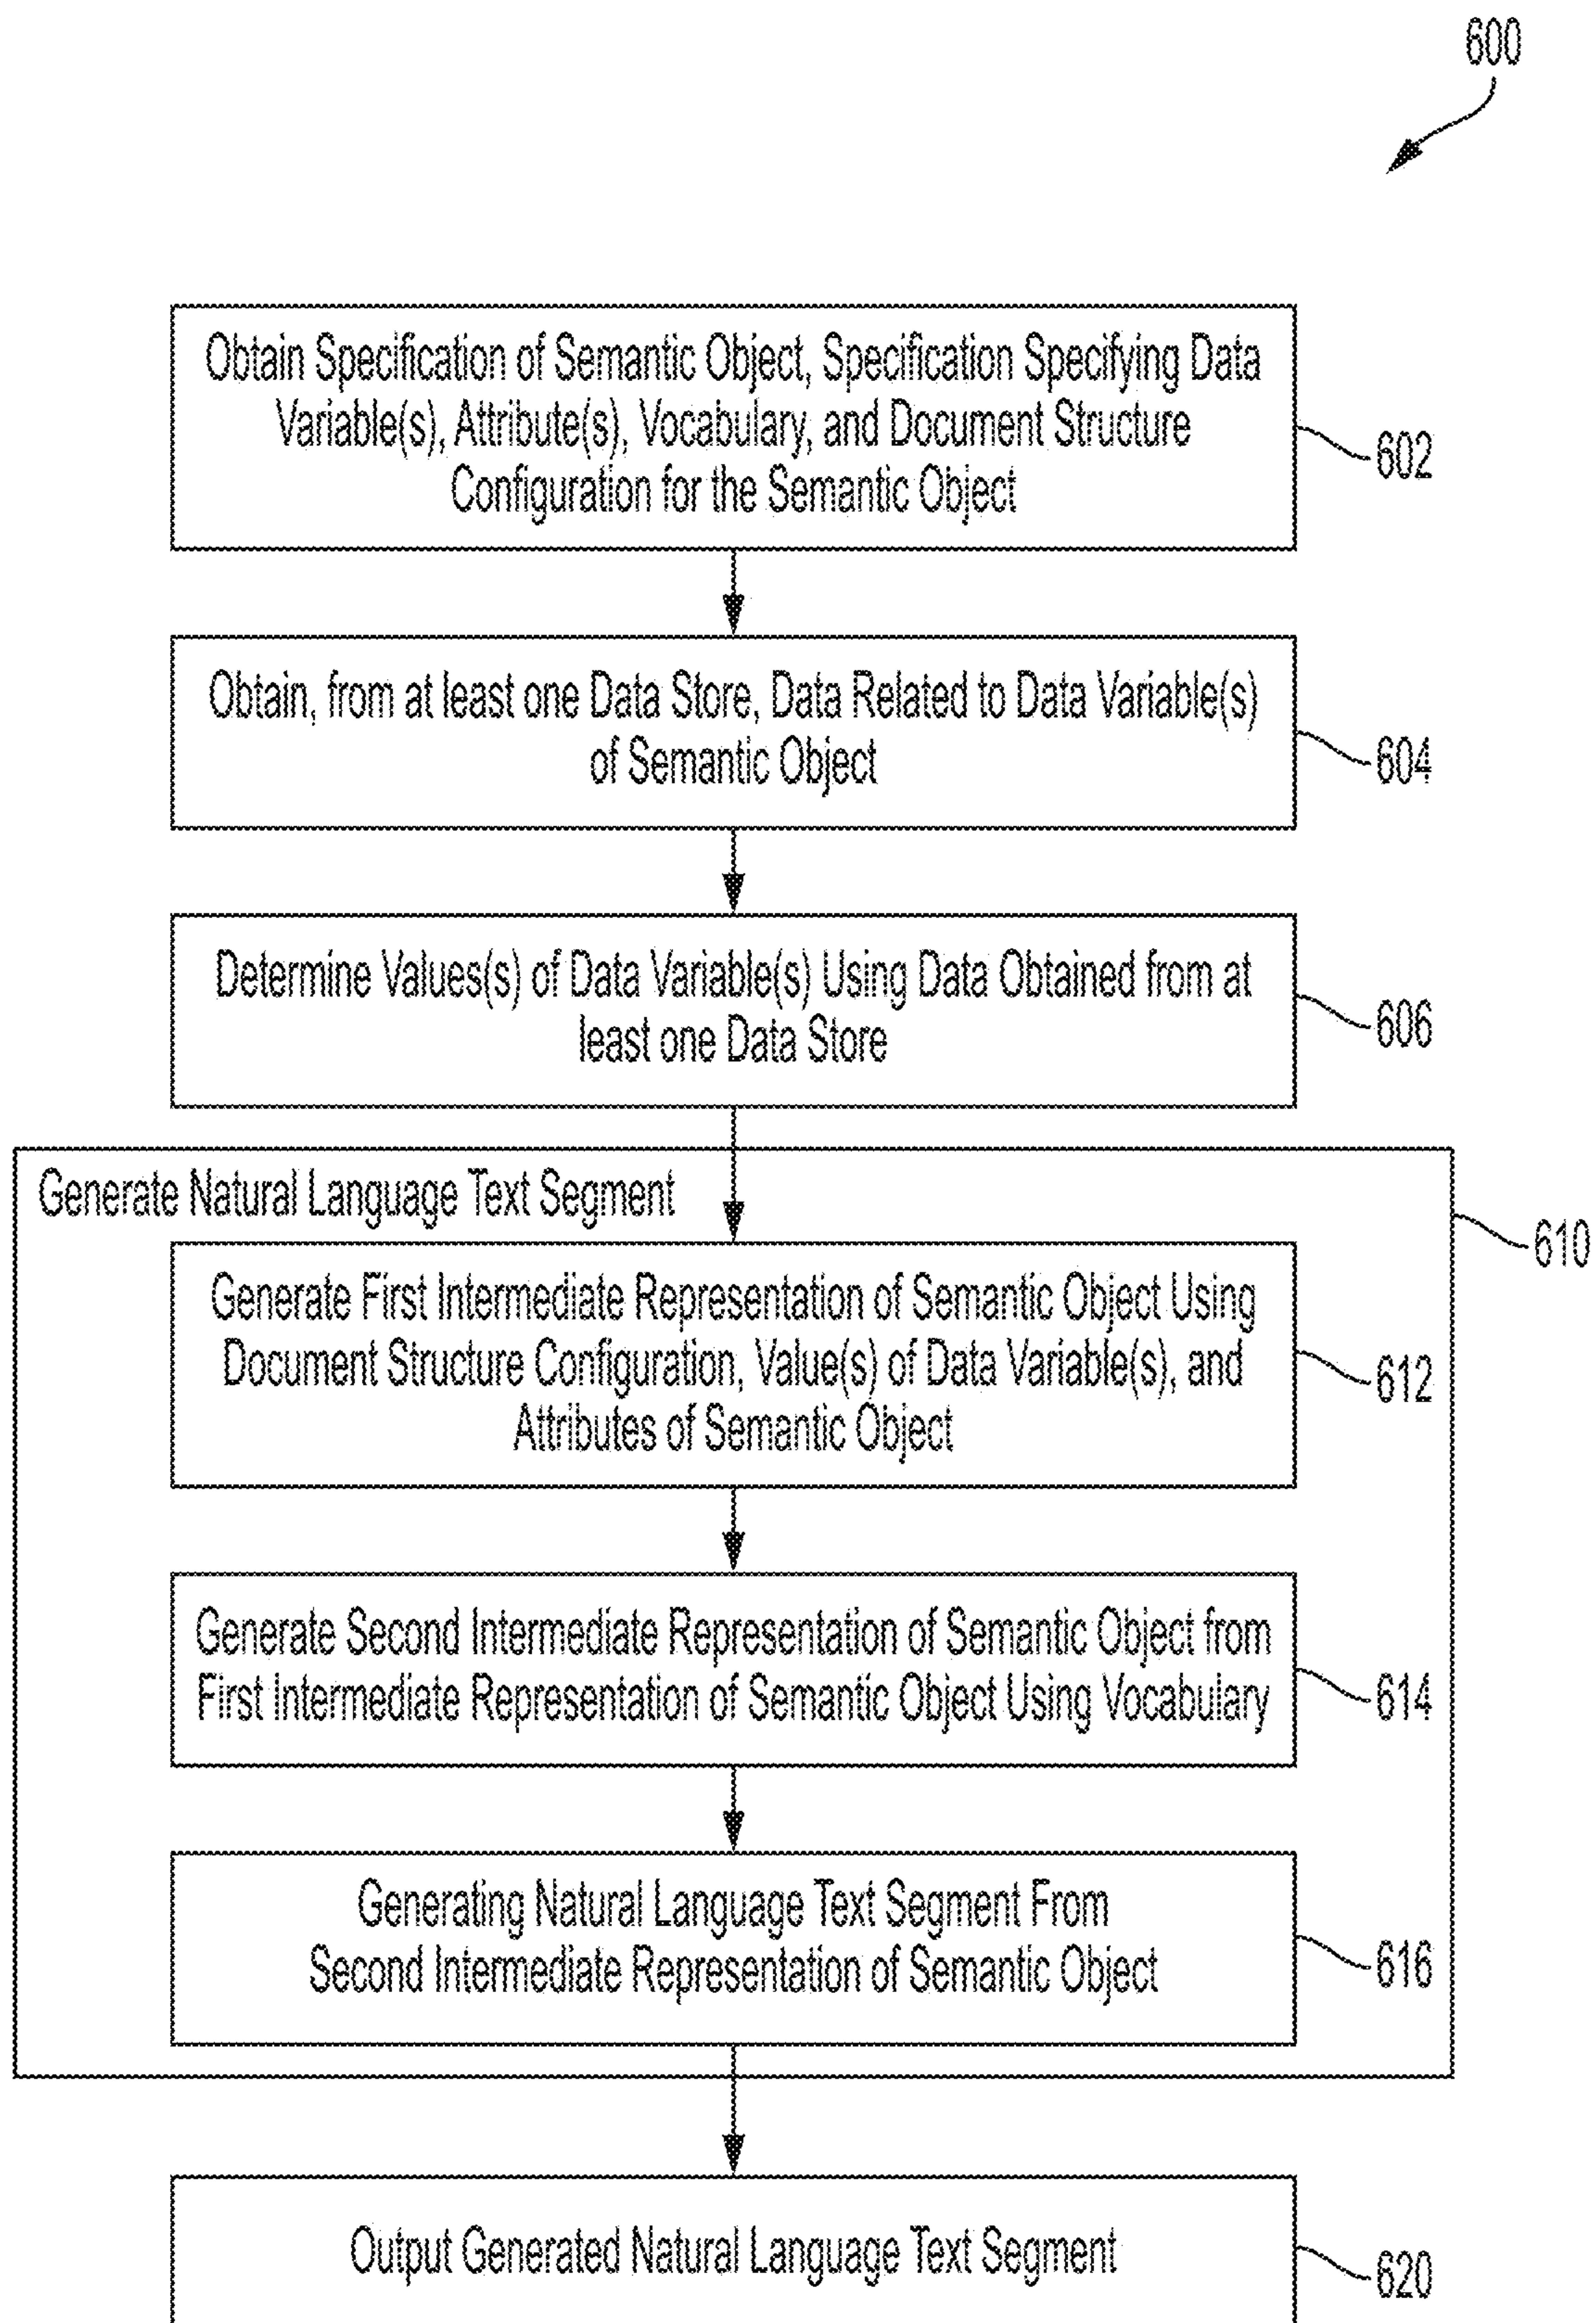 600
Obtain Specification of Semantic Object, Specification Specifying Data
Variable(s), Attribute(s), Vocabulary, and Document Structure
Configuration for the Semantic Object
602
Obtain, from at least one Data Store, Data Related to Data Variable(s)
of Semantic Object
604
Determine Values(s) of Data Variable(s) Using Data Obtained from at
least one Data Store
606
Generate Natural Language Text Segment
610
Generate First Intermediate Representation of Semantic Object Using
Document Structure Configuration, Value(s) of Data Variable(s), and
Attributes of Semantic Object
612
Generate Second Intermediate Representation of Semantic Object from
First Intermediate Representation of Semantic Object Using Vocabulary
614
Generating Natural Language Text Segment From
Second Intermediate Representation of Semantic Object
616
Output Generated Natural Language Text Segment
620